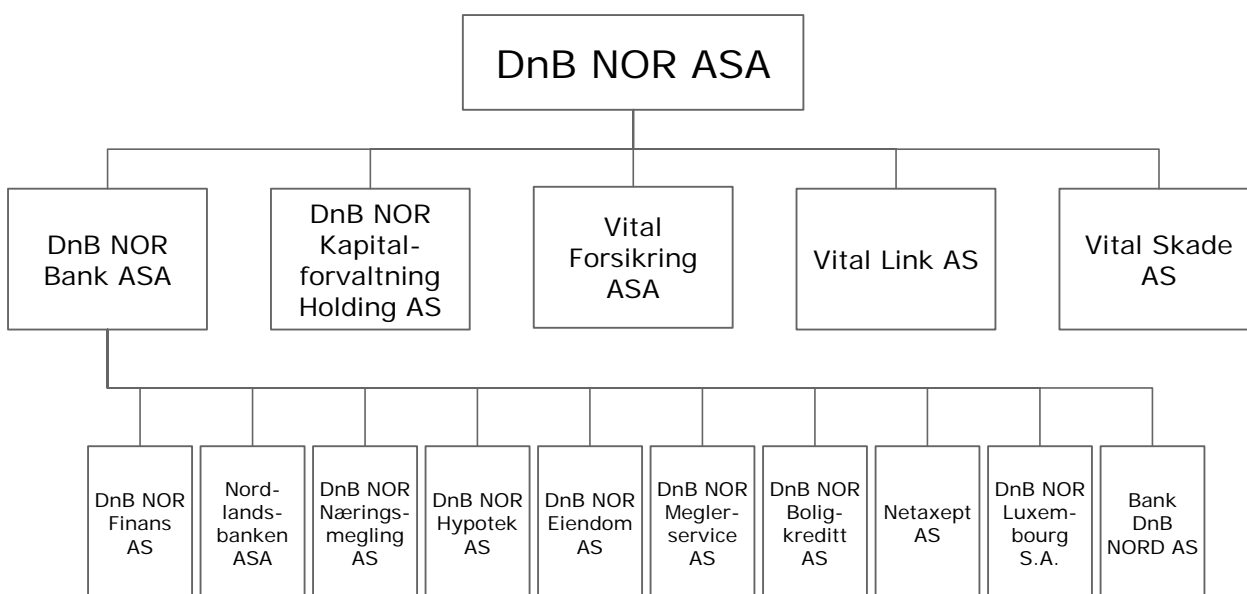 DnB NOR ASA
DnB NOR
Bank ASA
DnB NOR
Kapital-
forvaltning
Holding AS
Vital
Forsikring
ASA
Vital Link AS
Vital Skade
AS
DnB NOR
Finans
AS
Nord-
lands-
banken
ASA
DnB NOR
Nærings-
megling
AS
DnB NOR
Hypotek
AS
DnB NOR
Eiendom
AS
DnB NOR
Megler-
service
AS
DnB NOR
Bolig-
kreditt
AS
Netaxept
AS
DnB NOR
Luxem-
bourg
S.A.
Bank
DnB
NORD AS